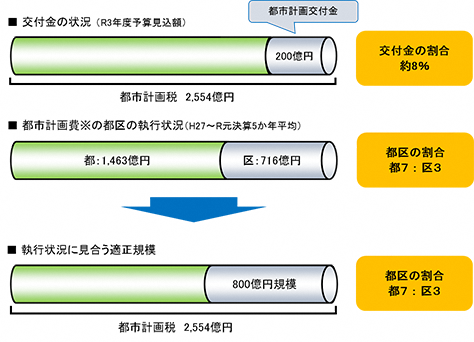 ■ 交付金の状況（R3年度予算見込額）
都市計画交付金
200億円
都市計画税 2,554億円
交付金の割合
約8％
■ 都市計画費※の都区の執行状況（H27～R元決算5か年平均）
都：1,463億円
区：716億円
都区の割合
都7：区3
■ 執行状況に見合う適正規模
800億円規模
都市計画税 2,554億円
都区の割合
都7：区3